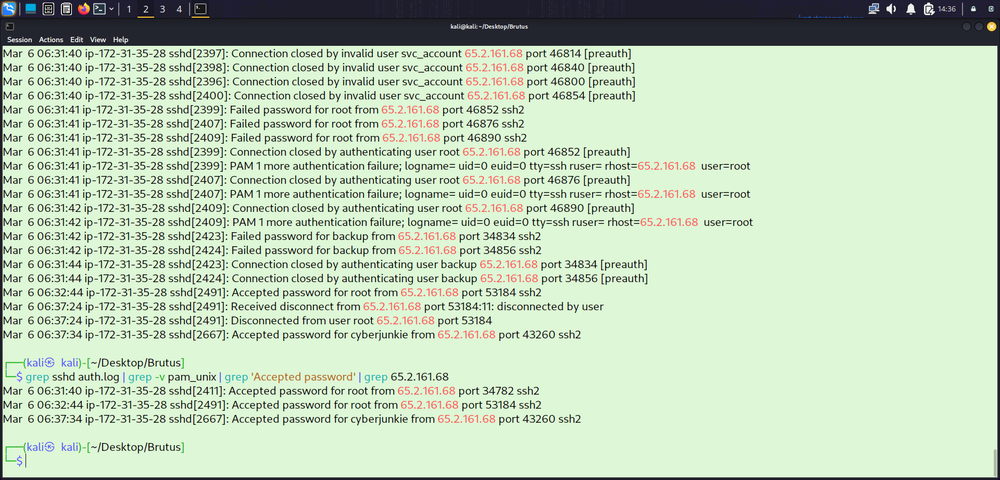 1 2 3 4
14:36
kali@kali: ~/Desktop/Brutus
Session Actions Edit View Help
Mar  6 06:31:40 ip-172-31-35-28 sshd[2397]: Connection closed by invalid user svc_account 65.2.161.68 port 46814 [preauth]
Mar  6 06:31:40 ip-172-31-35-28 sshd[2398]: Connection closed by invalid user svc_account 65.2.161.68 port 46840 [preauth]
Mar  6 06:31:40 ip-172-31-35-28 sshd[2396]: Connection closed by invalid user svc_account 65.2.161.68 port 46800 [preauth]
Mar  6 06:31:40 ip-172-31-35-28 sshd[2400]: Connection closed by invalid user svc_account 65.2.161.68 port 46854 [preauth]
Mar  6 06:31:41 ip-172-31-35-28 sshd[2399]: Failed password for root from 65.2.161.68 port 46852 ssh2
Mar  6 06:31:41 ip-172-31-35-28 sshd[2407]: Failed password for root from 65.2.161.68 port 46876 ssh2
Mar  6 06:31:41 ip-172-31-35-28 sshd[2409]: Failed password for root from 65.2.161.68 port 46890 ssh2
Mar  6 06:31:41 ip-172-31-35-28 sshd[2399]: Connection closed by authenticating user root 65.2.161.68 port 46852 [preauth]
Mar  6 06:31:41 ip-172-31-35-28 sshd[2399]: PAM 1 more authentication failure; logname= uid=0 euid=0 tty=ssh ruser= rhost=65.2.161.68  user=root
Mar  6 06:31:41 ip-172-31-35-28 sshd[2407]: Connection closed by authenticating user root 65.2.161.68 port 46876 [preauth]
Mar  6 06:31:41 ip-172-31-35-28 sshd[2407]: PAM 1 more authentication failure; logname= uid=0 euid=0 tty=ssh ruser= rhost=65.2.161.68  user=root
Mar  6 06:31:42 ip-172-31-35-28 sshd[2409]: Connection closed by authenticating user root 65.2.161.68 port 46890 [preauth]
Mar  6 06:31:42 ip-172-31-35-28 sshd[2409]: PAM 1 more authentication failure; logname= uid=0 euid=0 tty=ssh ruser= rhost=65.2.161.68  user=root
Mar  6 06:31:42 ip-172-31-35-28 sshd[2423]: Failed password for backup from 65.2.161.68 port 34834 ssh2
Mar  6 06:31:42 ip-172-31-35-28 sshd[2424]: Failed password for backup from 65.2.161.68 port 34856 ssh2
Mar  6 06:31:44 ip-172-31-35-28 sshd[2423]: Connection closed by authenticating user backup 65.2.161.68 port 34834 [preauth]
Mar  6 06:31:44 ip-172-31-35-28 sshd[2424]: Connection closed by authenticating user backup 65.2.161.68 port 34856 [preauth]
Mar  6 06:32:44 ip-172-31-35-28 sshd[2491]: Accepted password for root from 65.2.161.68 port 53184 ssh2
Mar  6 06:37:24 ip-172-31-35-28 sshd[2491]: Received disconnect from 65.2.161.68 port 53184:11: disconnected by user
Mar  6 06:37:24 ip-172-31-35-28 sshd[2491]: Disconnected from user root 65.2.161.68 port 53184
Mar  6 06:37:34 ip-172-31-35-28 sshd[2667]: Accepted password for cyberjunkie from 65.2.161.68 port 43260 ssh2
┌──(kali㉿ kali)-[~/Desktop/Brutus]
└─$ grep sshd auth.log | grep -v pam_unix | grep 'Accepted password' | grep 65.2.161.68
Mar  6 06:31:40 ip-172-31-35-28 sshd[2411]: Accepted password for root from 65.2.161.68 port 34782 ssh2
Mar  6 06:32:44 ip-172-31-35-28 sshd[2491]: Accepted password for root from 65.2.161.68 port 53184 ssh2
Mar  6 06:37:34 ip-172-31-35-28 sshd[2667]: Accepted password for cyberjunkie from 65.2.161.68 port 43260 ssh2
┌──(kali㉿ kali)-[~/Desktop/Brutus]
└─$